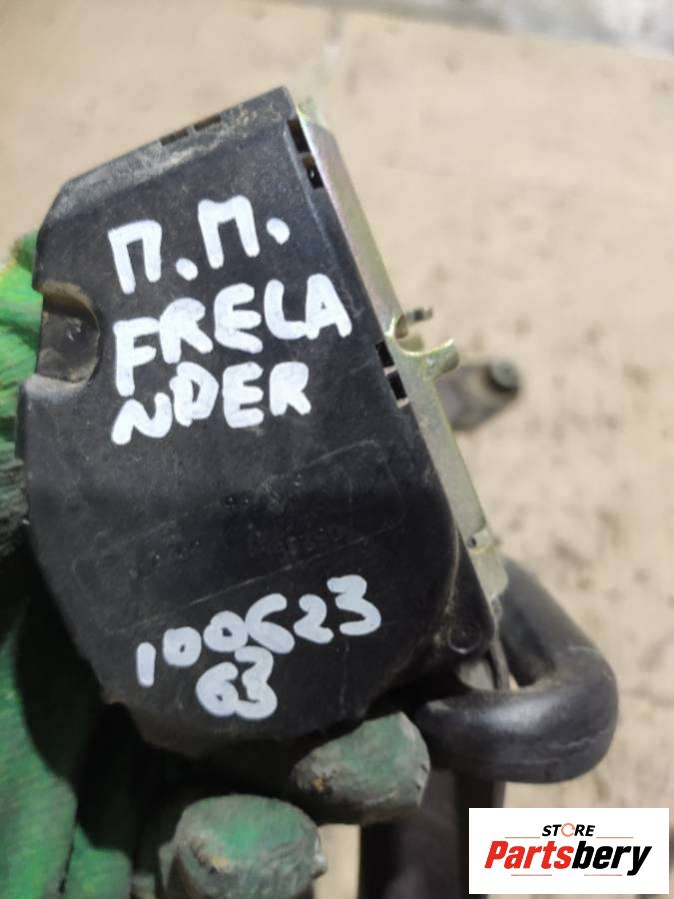 П.П.
FRELA
NDER
100623
63
STORE
Partsbery